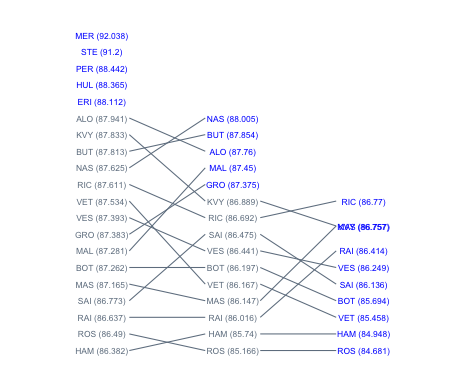 MER (92.038)
STE (91.2)
PER (88.442)
HUL (88.365)
ERI (88.112)
ALO (87.941)
KVY (87.833)
BUT (87.813)
NAS (87.625)
RIC (87.611)
VET (87.534)
VES (87.393)
GRO (87.383)
MAL (87.281)
BOT (87.262)
MAS (87.165)
SAI (86.773)
RAI (86.637)
ROS (86.49)
HAM (86.382)
NAS (88.005)
BUT (87.854)
ALO (87.76)
MAL (87.45)
GRO (87.375)
KVY (86.889)
RIC (86.692)
SAI (86.475)
VES (86.441)
BOT (86.197)
VET (86.167)
MAS (86.147)
RAI (86.016)
HAM (85.74)
ROS (85.166)
RIC (86.77)
RAI (86.414)
VES (86.249)
SAI (86.136)
BOT (85.694)
VET (85.458)
HAM (84.948)
ROS (84.681)